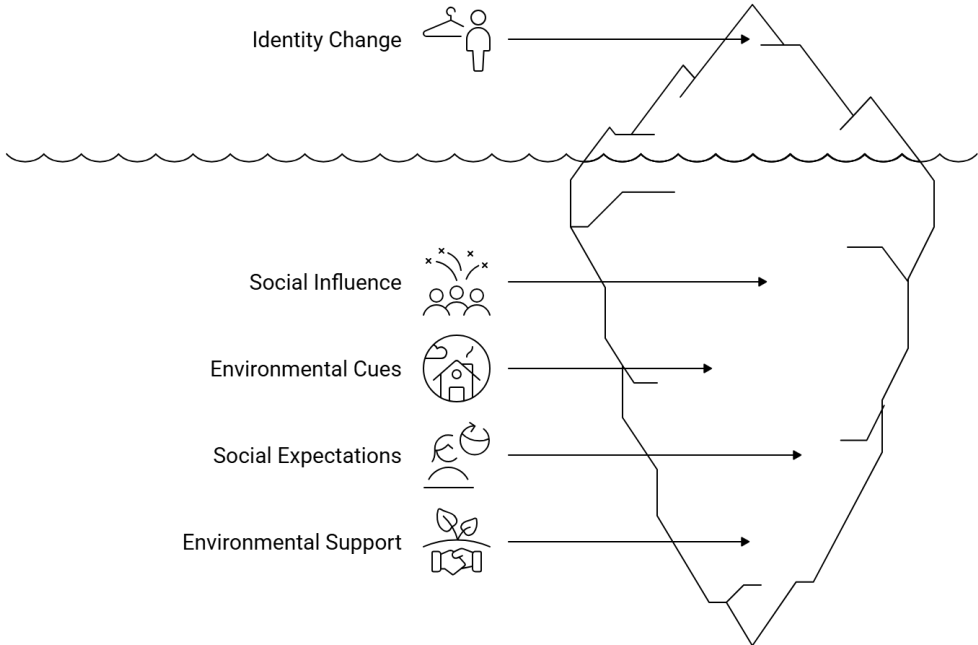 Identity Change
Social Influence
Environmental Cues
Social Expectations
Environmental Support